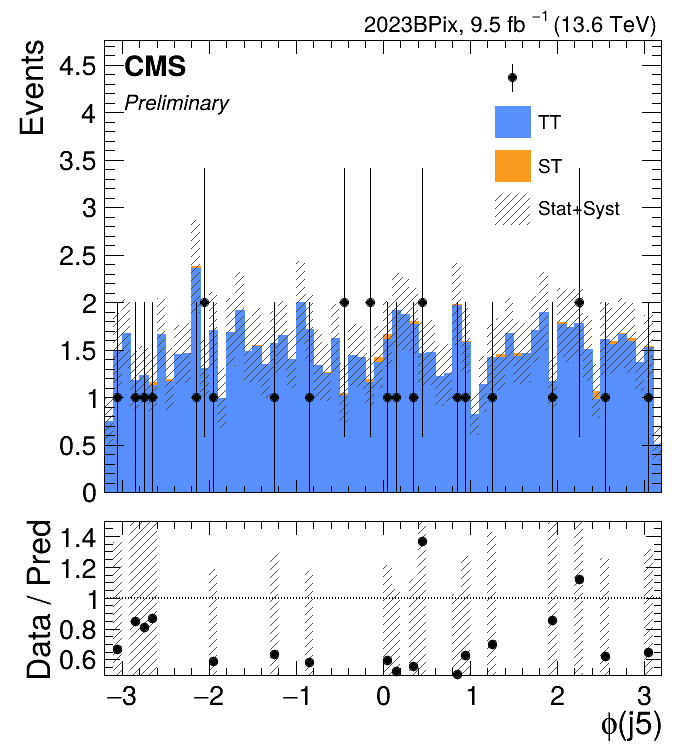 2023BPix, 9.5 fb⁻¹ (13.6 TeV)
Events
CMS
Preliminary
TT
ST
Stat+Syst
4.5
4
3.5
3
2.5
2
1.5
1
0.5
0
Data / Pred
1.4
1.2
1
0.8
0.6
−3 −2 −1 0 1 2 3
ϕ(j5)